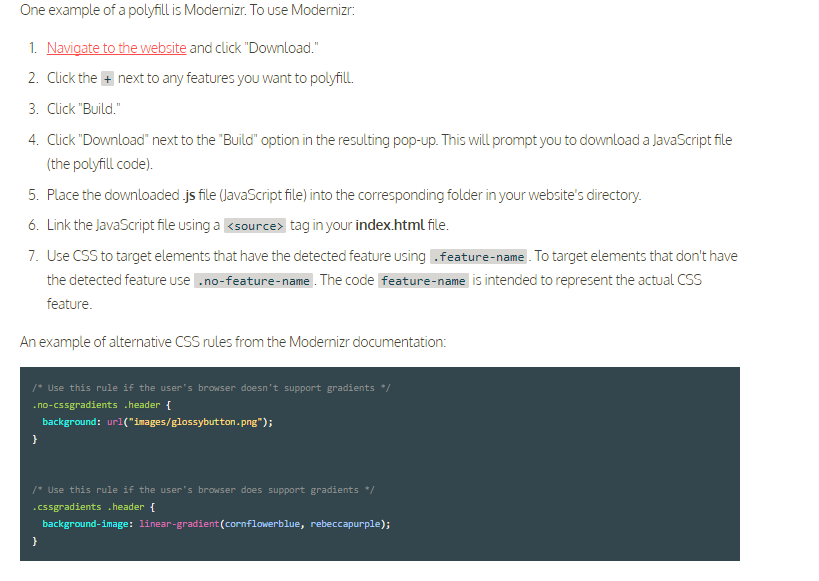 One example of a polyfill is Modernizr. To use Modernizr:
1. Navigate to the website and click "Download."
2. Click the + next to any features you want to polyfill.
3. Click "Build."
4. Click "Download" next to the "Build" option in the resulting pop-up. This will prompt you to download a JavaScript file
(the polyfill code).
5. Place the downloaded .js file (JavaScript file) into the corresponding folder in your website's directory.
6. Link the JavaScript file using a <source> tag in your index.html file.
7. Use CSS to target elements that have the detected feature using .feature-name. To target elements that don't have
the detected feature use .no-feature-name. The code feature-name is intended to represent the actual CSS
feature.
An example of alternative CSS rules from the Modernizr documentation:
/* Use this rule if the user's browser doesn't support gradients */
.no-cssgradients .header {
  background: url("images/glossybutton.png");
}
/* Use this rule if the user's browser does support gradients */
.cssgradients .header {
  background-image: linear-gradient(cornflowerblue, rebeccapurple);
}